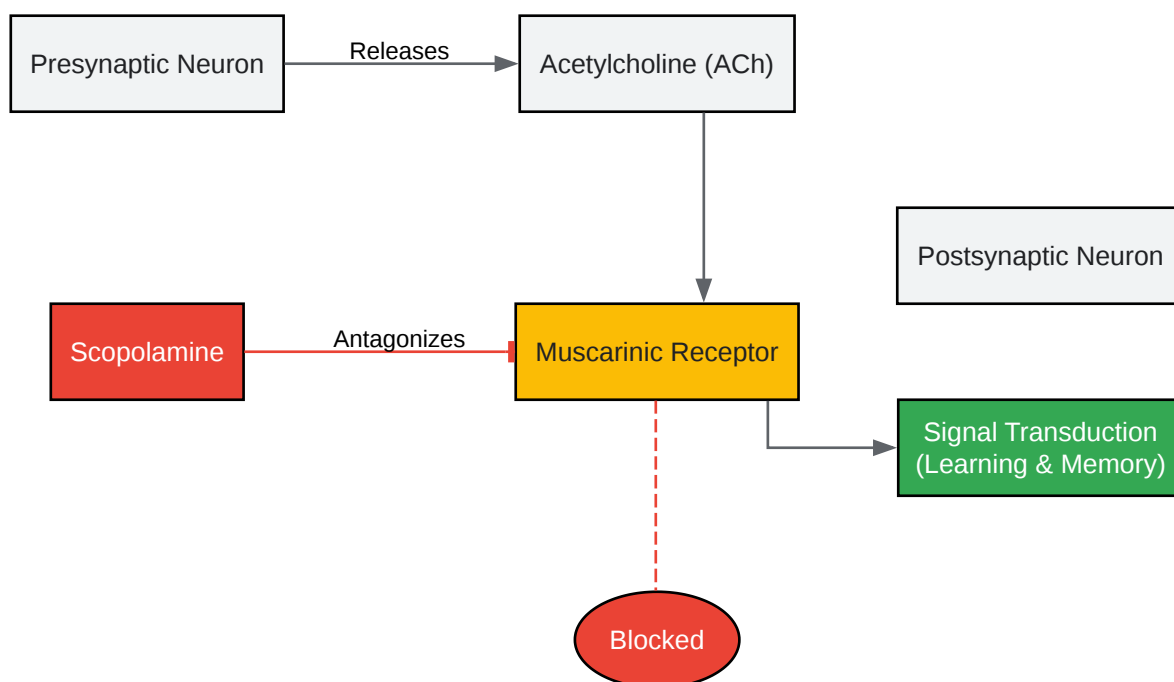 Presynaptic Neuron
Releases
Acetylcholine (ACh)
Postsynaptic Neuron
Scopolamine
Antagonizes
Muscarinic Receptor
Signal Transduction
(Learning & Memory)
Blocked